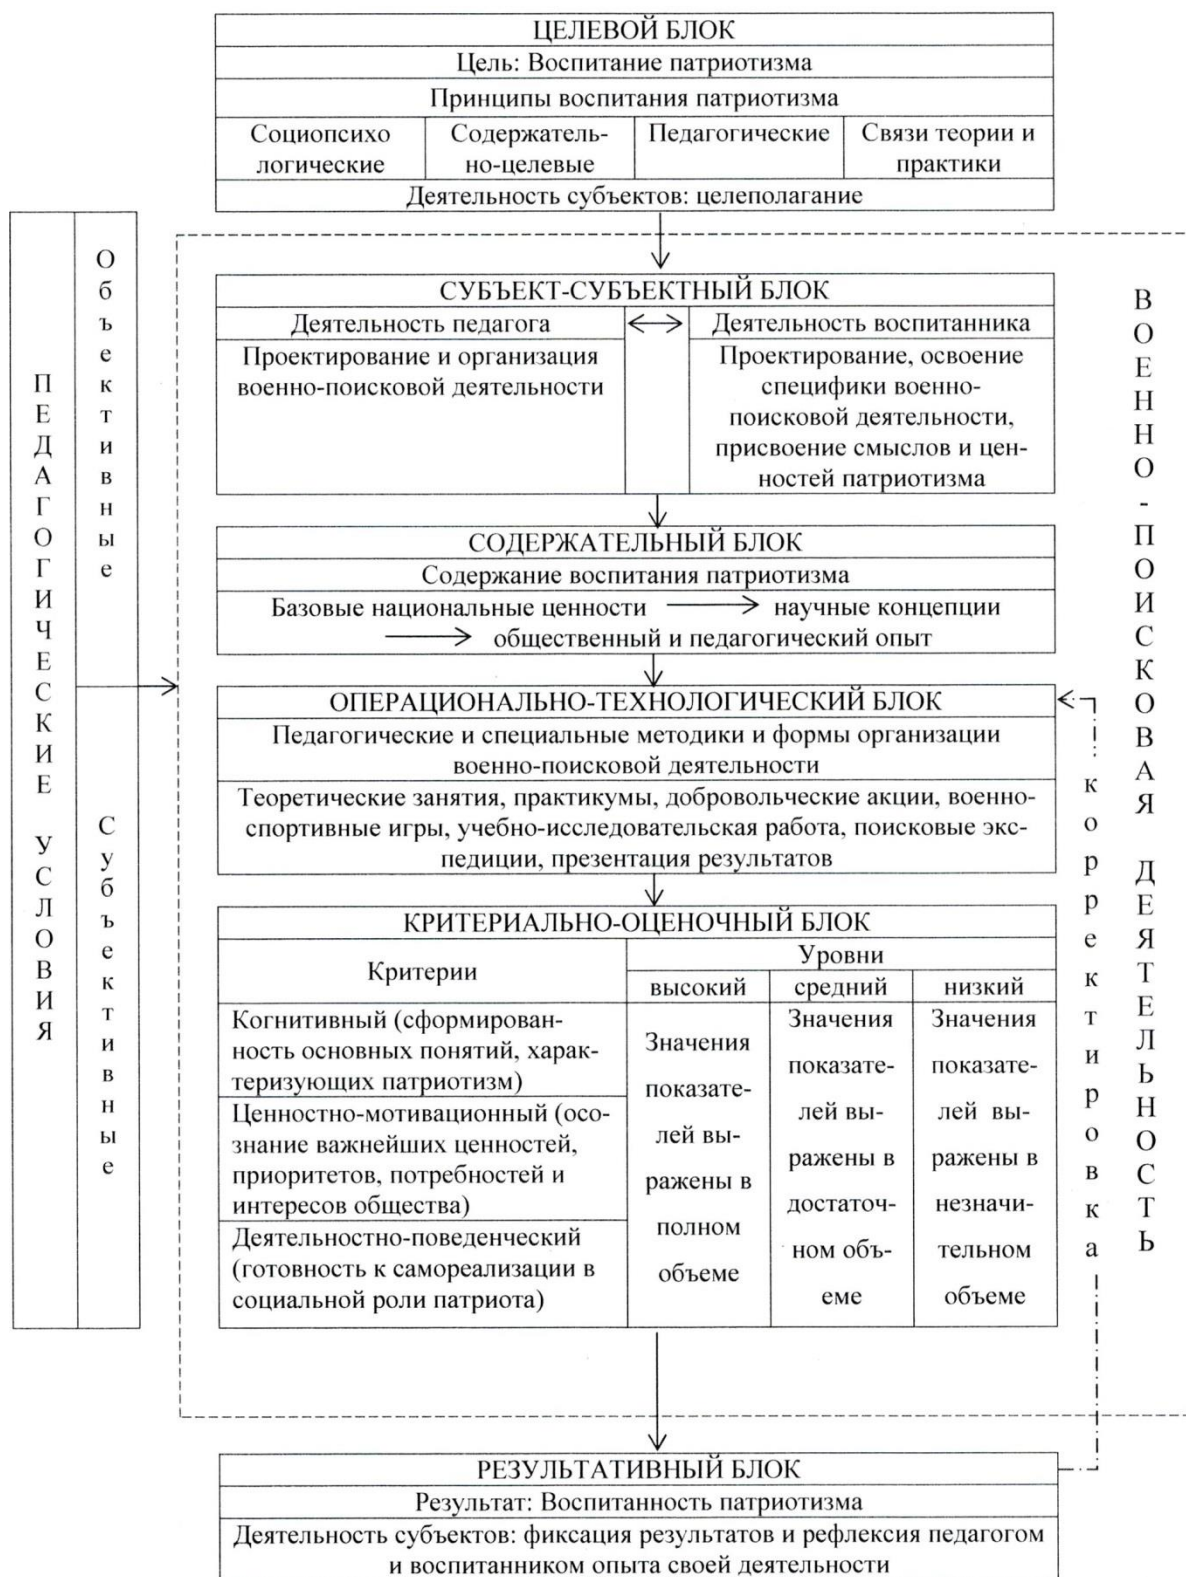 ЦЕЛЕВОЙ БЛОК
Цель: Воспитание патриотизма
Принципы воспитания патриотизма
Социопсихо
логические
Содержатель-
но-целевые
Педагогические
Связи теории и
практики
Деятельность субъектов: целеполагание
ПЕДАГОГИЧЕСКИЕ УСЛОВИЯ
Объективные
Субъективные
СУБЪЕКТ-СУБЪЕКТНЫЙ БЛОК
Деятельность педагога
Проектирование и организация
военно-поисковой деятельности
Деятельность воспитанника
Проектирование, освоение
специфики военно-
поисковой деятельности,
присвоение смыслов и цен-
ностей патриотизма
СОДЕРЖАТЕЛЬНЫЙ БЛОК
Содержание воспитания патриотизма
Базовые национальные ценности научные концепции
общественный и педагогический опыт
ОПЕРАЦИОНАЛЬНО-ТЕХНОЛОГИЧЕСКИЙ БЛОК
Педагогические и специальные методики и формы организации
военно-поисковой деятельности
Теоретические занятия, практикумы, добровольческие акции, военно-
спортивные игры, учебно-исследовательская работа, поисковые экс-
педиции, презентация результатов
КРИТЕРИАЛЬНО-ОЦЕНОЧНЫЙ БЛОК
Критерии
Уровни
высокий
средний
низкий
Когнитивный (сформирован-
ность основных понятий, харак-
теризующих патриотизм)
Ценностно-мотивационный (осо-
знание важнейших ценностей,
приоритетов, потребностей и
интересов общества)
Деятельностно-поведенческий
(готовность к самореализации в
социальной роли патриота)
Значения
показате-
лей вы-
ражены в
полном
объеме
Значения
показате-
лей вы-
ражены в
достаточ-
ном объ-
еме
Значения
показате-
лей вы-
ражены в
незначи-
тельном
объеме
корректировка
ВОЕННО-ПОИСКОВАЯ ДЕЯТЕЛЬНОСТЬ
РЕЗУЛЬТАТИВНЫЙ БЛОК
Результат: Воспитанность патриотизма
Деятельность субъектов: фиксация результатов и рефлексия педагогом
и воспитанником опыта своей деятельности